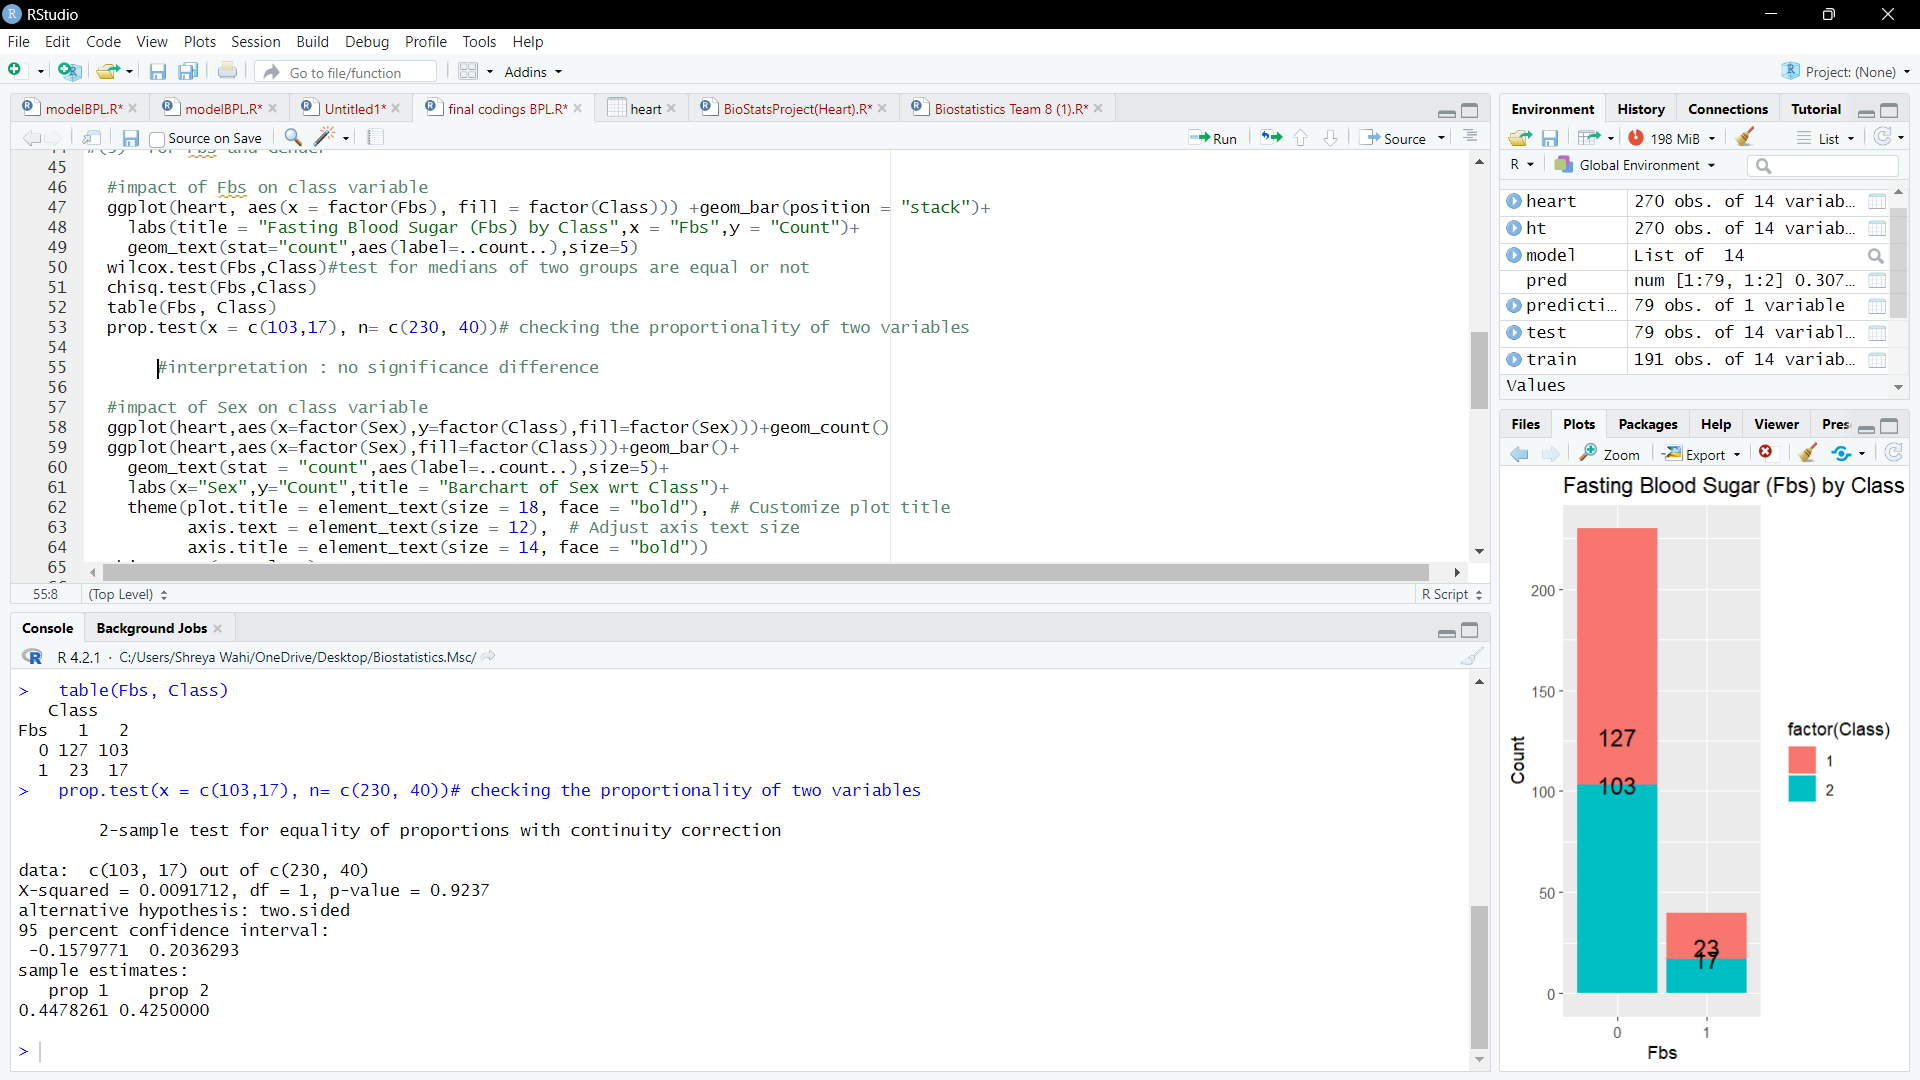 RStudio
File Edit Code View Plots Session Build Debug Profile Tools Help
Go to file/function Addins Project: (None)
modelBPL.R* modelBPL.R* Untitled1* final codings BPL.R* heart BioStatsProject(Heart).R* Biostatistics Team 8 (1).R*
Source on Save Run Source
45
46 #impact of Fbs on class variable
47 ggplot(heart, aes(x = factor(Fbs), fill = factor(Class))) +geom_bar(position = "stack")+
48 labs(title = "Fasting Blood Sugar (Fbs) by Class",x = "Fbs",y = "Count")+
49 geom_text(stat="count",aes(label=..count..),size=5)
50 wilcox.test(Fbs,Class)#test for medians of two groups are equal or not
51 chisq.test(Fbs,Class)
52 table(Fbs, Class)
53 prop.test(x = c(103,17), n= c(230, 40))# checking the proportionality of two variables
54
55 #interpretation : no significance difference
56
57 #impact of Sex on class variable
58 ggplot(heart,aes(x=factor(Sex),y=factor(Class),fill=factor(Sex)))+geom_count()
59 ggplot(heart,aes(x=factor(Sex),fill=factor(Class)))+geom_bar()+
60 geom_text(stat = "count",aes(label=..count..),size=5)+
61 labs(x="Sex",y="Count",title = "Barchart of Sex wrt Class")+
62 theme(plot.title = element_text(size = 18, face = "bold"), # Customize plot title
63 axis.text = element_text(size = 12), # Adjust axis text size
64 axis.title = element_text(size = 14, face = "bold"))
65
55:8 (Top Level) R Script
Console Background Jobs
R 4.2.1 · C:/Users/Shreya Wahi/OneDrive/Desktop/Biostatistics.Msc/
> table(Fbs, Class)
Class
Fbs 1 2
0 127 103
1 23 17
> prop.test(x = c(103,17), n= c(230, 40))# checking the proportionality of two variables
2-sample test for equality of proportions with continuity correction
data: c(103, 17) out of c(230, 40)
X-squared = 0.0091712, df = 1, p-value = 0.9237
alternative hypothesis: two.sided
95 percent confidence interval:
-0.1579771 0.2036293
sample estimates:
prop 1 prop 2
0.4478261 0.4250000
>
Environment History Connections Tutorial
198 MiB List
R Global Environment
heart 270 obs. of 14 variab…
ht 270 obs. of 14 variab…
model List of 14
pred num [1:79, 1:2] 0.307…
predicti… 79 obs. of 1 variable
test 79 obs. of 14 variabl…
train 191 obs. of 14 variab…
Values
Files Plots Packages Help Viewer Pres
Zoom Export
Fasting Blood Sugar (Fbs) by Class
200
150
100
50
0
Count
127
103
23
17
0 1
Fbs
factor(Class)
1
2